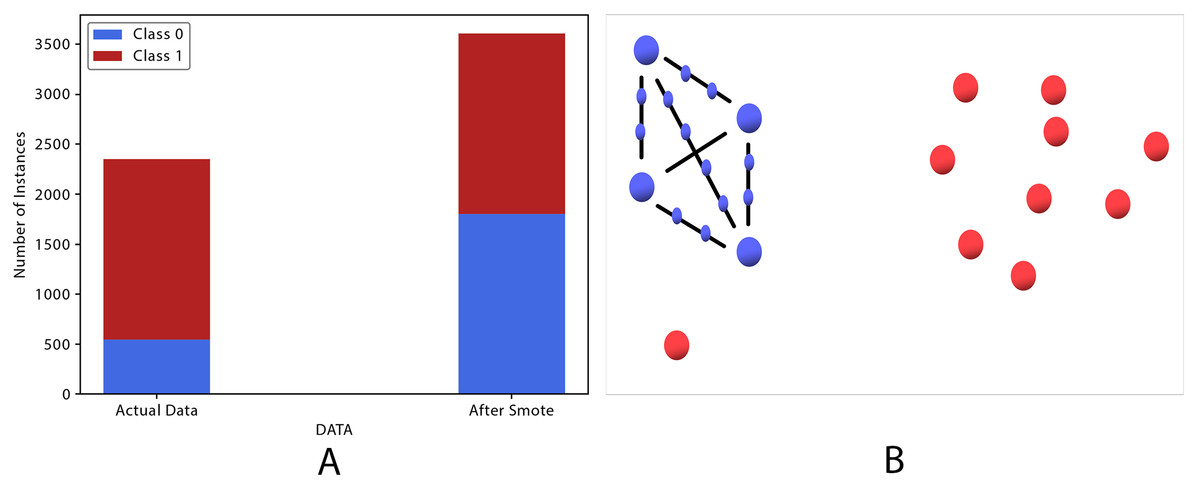 Class 0
Class 1
Number of Instances
3500
3000
2500
2000
1500
1000
500
0
Actual Data
After Smote
DATA
A
B